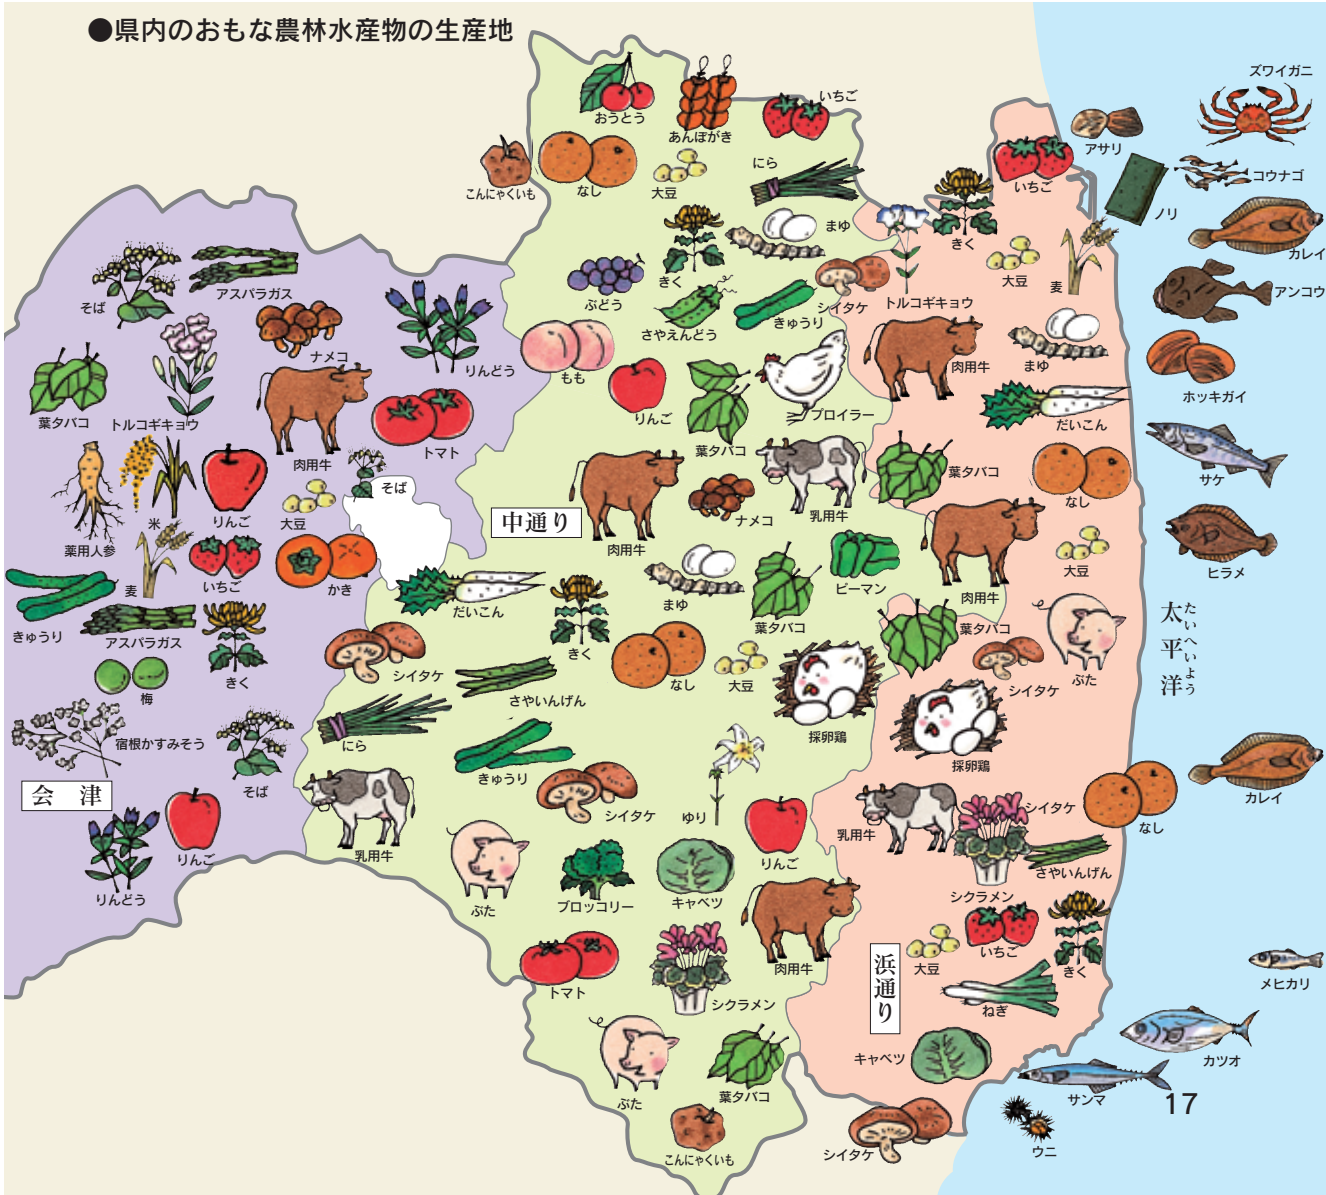 ●県内のおもな農林水産物の生産地
おうとう
あんぽがき
いちご
こんにゃくいも
なし
大豆
にら
まゆ
きく
ぶどう
さやえんどう
きゅうり
シイタケ
もも
りんご
葉タバコ
ブロイラー
ナメコ
乳用牛
中通り
肉用牛
まゆ
葉タバコ
ピーマン
だいこん
きく
シイタケ
さやいんげん
なし
大豆
採卵鶏
にら
きゅうり
シイタケ
ゆり
りんご
乳用牛
ぶた
ブロッコリー
キャベツ
肉用牛
トマト
シクラメン
ぶた
葉タバコ
こんにゃくいも
そば
アスパラガス
ナメコ
りんどう
葉タバコ
トルコギキョウ
肉用牛
トマト
そば
薬用人参
米
りんご
大豆
麦
いちご
かき
きゅうり
アスパラガス
きく
梅
宿根かすみそう
そば
会津
りんご
りんどう
いちご
きく
トルコギキョウ
大豆
麦
肉用牛
まゆ
だいこん
葉タバコ
なし
肉用牛
大豆
葉タバコ
シイタケ
ぶた
採卵鶏
乳用牛
シイタケ
なし
シクラメン
さやいんげん
浜通り
大豆
いちご
きく
ねぎ
キャベツ
シイタケ
ズワイガニ
アサリ
コウナゴ
ノリ
カレイ
アンコウ
ホッキガイ
サケ
ヒラメ
たいへいよう
太平洋
カレイ
メヒカリ
カツオ
サンマ
17
ウニ